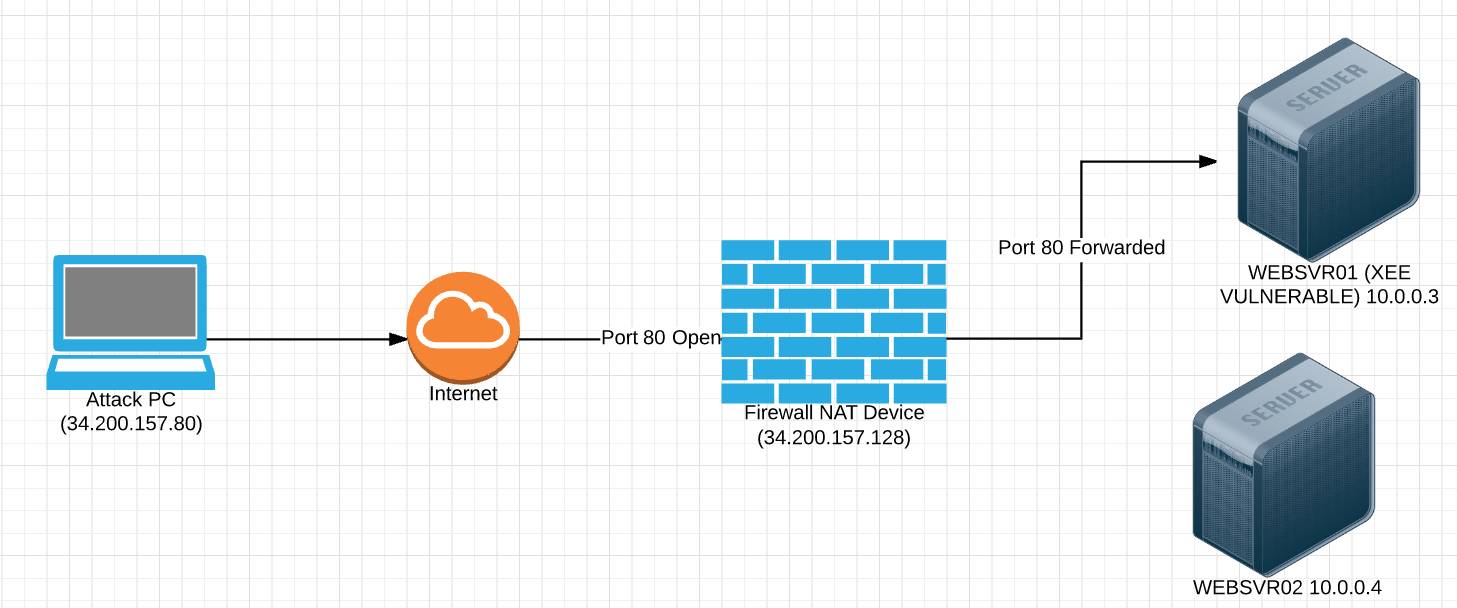 SERVER
Port 80 Forwarded
WEBSVR01 (XEE
VULNERABLE) 10.0.0.3
Port 80 Open
Internet
Attack PC
(34.200.157.80)
Firewall NAT Device
(34.200.157.128)
SERVER
WEBSVR02 10.0.0.4